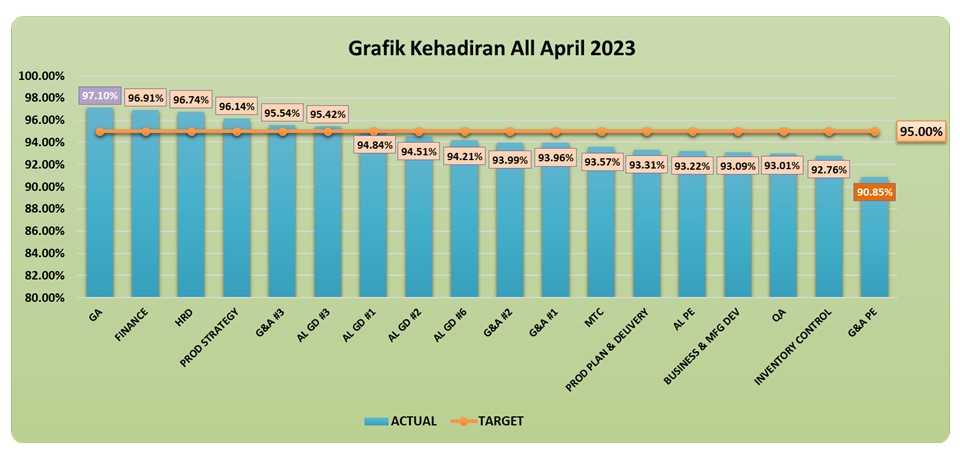 Grafik Kehadiran All April 2023
100.00%
98.00%
96.00%
94.00%
92.00%
90.00%
88.00%
86.00%
84.00%
82.00%
80.00%
97.10%
96.91%
96.74%
96.14%
95.54%
95.42%
94.84%
94.51%
94.21%
93.99%
93.96%
93.57%
93.31%
93.22%
93.09%
93.01%
92.76%
90.85%
95.00%
GA
FINANCE
HRD
PROD STRATEGY
G&A #3
AL GD #3
AL GD #1
AL GD #2
AL GD #6
G&A #2
G&A #1
MTC
PROD PLAN & DELIVERY
AL PE
BUSINESS & MFG DEV
QA
INVENTORY CONTROL
G&A PE
ACTUAL
TARGET